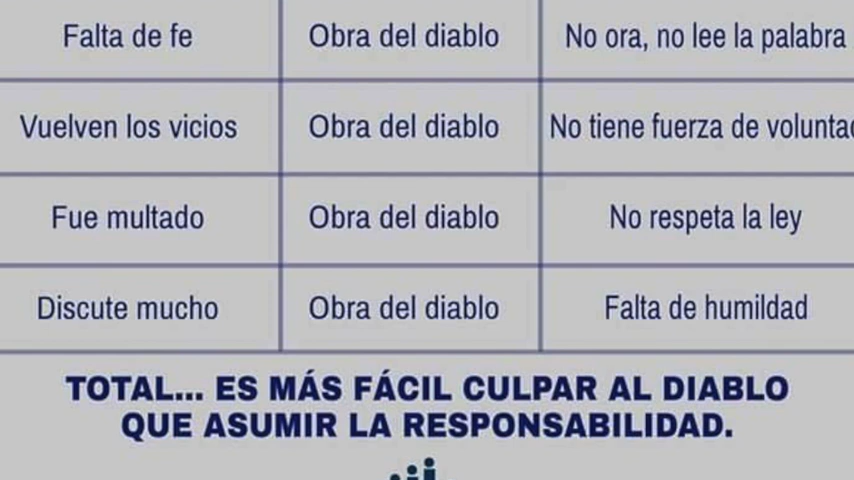 Falta de fe Obra del diablo No ora, no lee la palabra
Vuelven los vicios Obra del diablo No tiene fuerza de volunta
Fue multado Obra del diablo No respeta la ley
Discute mucho Obra del diablo Falta de humildad
TOTAL... ES MÁS FÁCIL CULPAR AL DIABLO
QUE ASUMIR LA RESPONSABILIDAD.